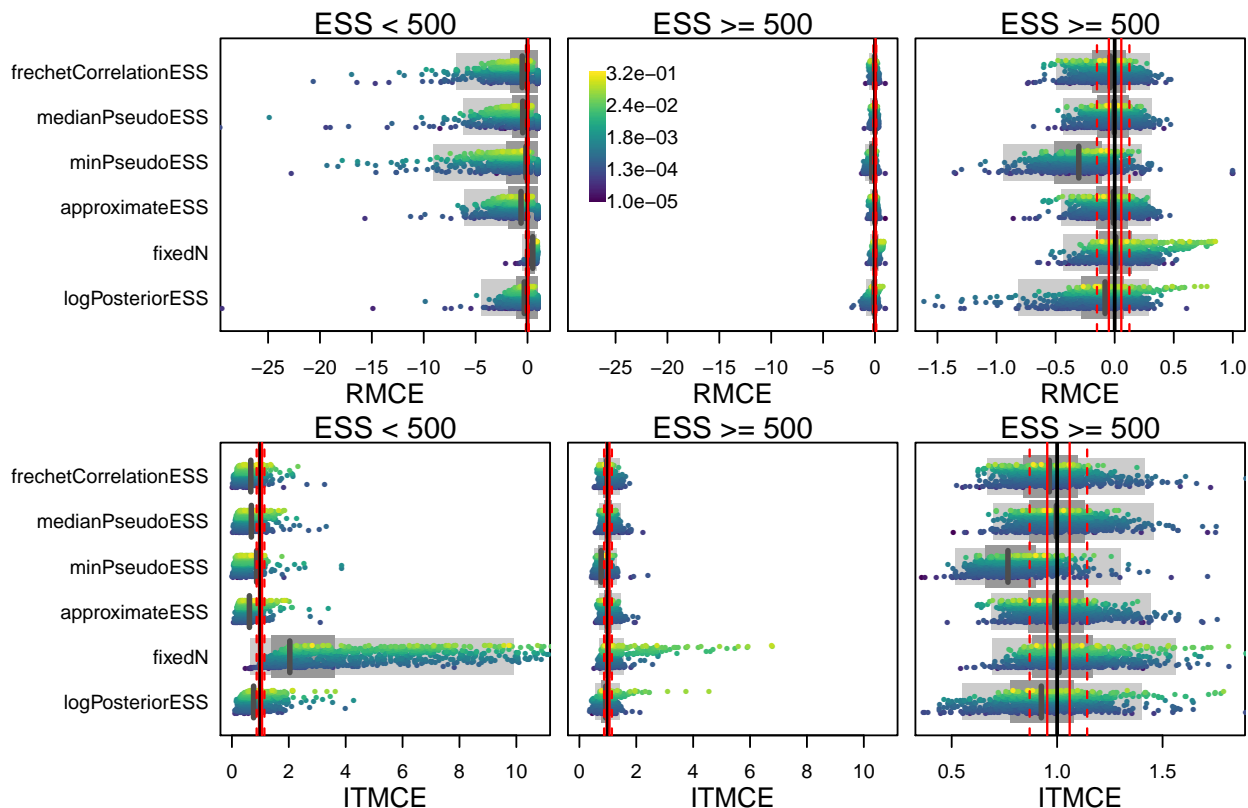 ESS < 500
ESS >= 500
ESS >= 500
frechetCorrelationESS
medianPseudoESS
minPseudoESS
approximateESS
fixedN
logPosteriorESS
3.2e−01
2.4e−02
1.8e−03
1.3e−04
1.0e−05
−25 −20 −15 −10 −5 0
−25 −20 −15 −10 −5 0
−1.5 −1.0 −0.5 0.0 0.5 1.0
RMCE
RMCE
RMCE
ESS < 500
ESS >= 500
ESS >= 500
frechetCorrelationESS
medianPseudoESS
minPseudoESS
approximateESS
fixedN
logPosteriorESS
0 2 4 6 8 10
0 2 4 6 8 10
0.5 1.0 1.5
ITMCE
ITMCE
ITMCE